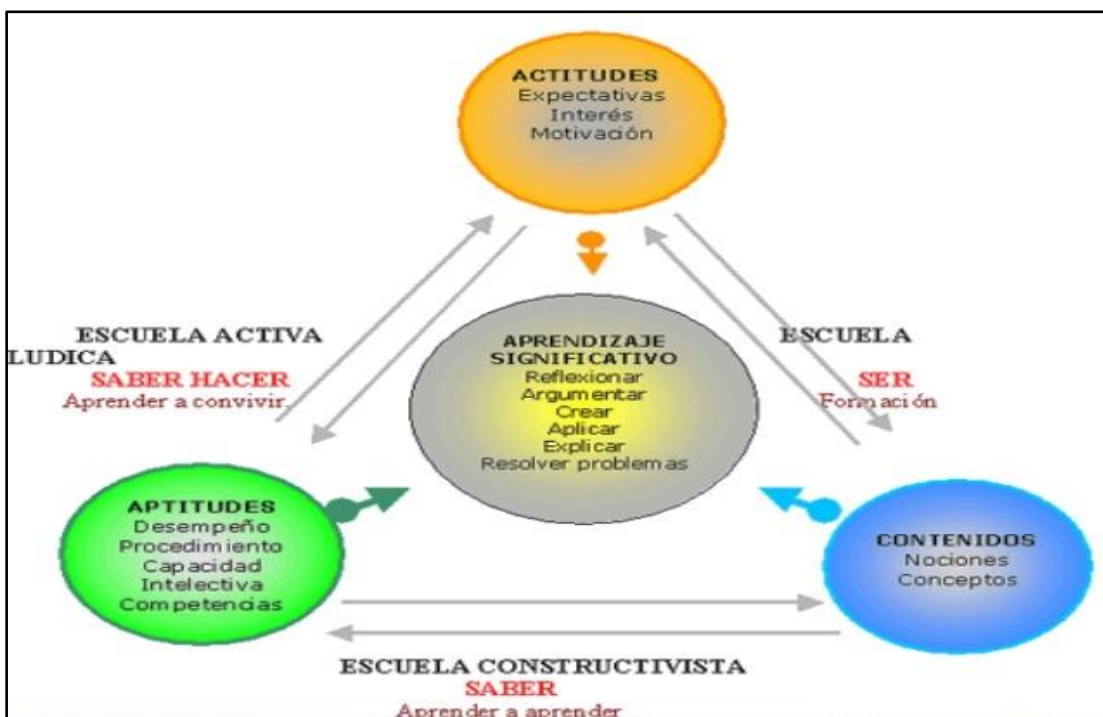 ACTITUDES
Expectativas
Interés
Motivación
ESCUELA ACTIVA
LUDICA
SABER HACER
Aprender a convivir.
APRENDIZAJE
SIGNIFICATIVO
Reflexionar
Argumentar
Crear
Aplicar
Explicar
Resolver problemas
ESCUELA
SER
Formación
APTITUDES
Desempeño
Procedimiento
Capacidad
Intelectiva
Competencias
CONTENIDOS
Nociones
Conceptos
ESCUELA CONSTRUCTIVISTA
SABER
Aprender a aprender